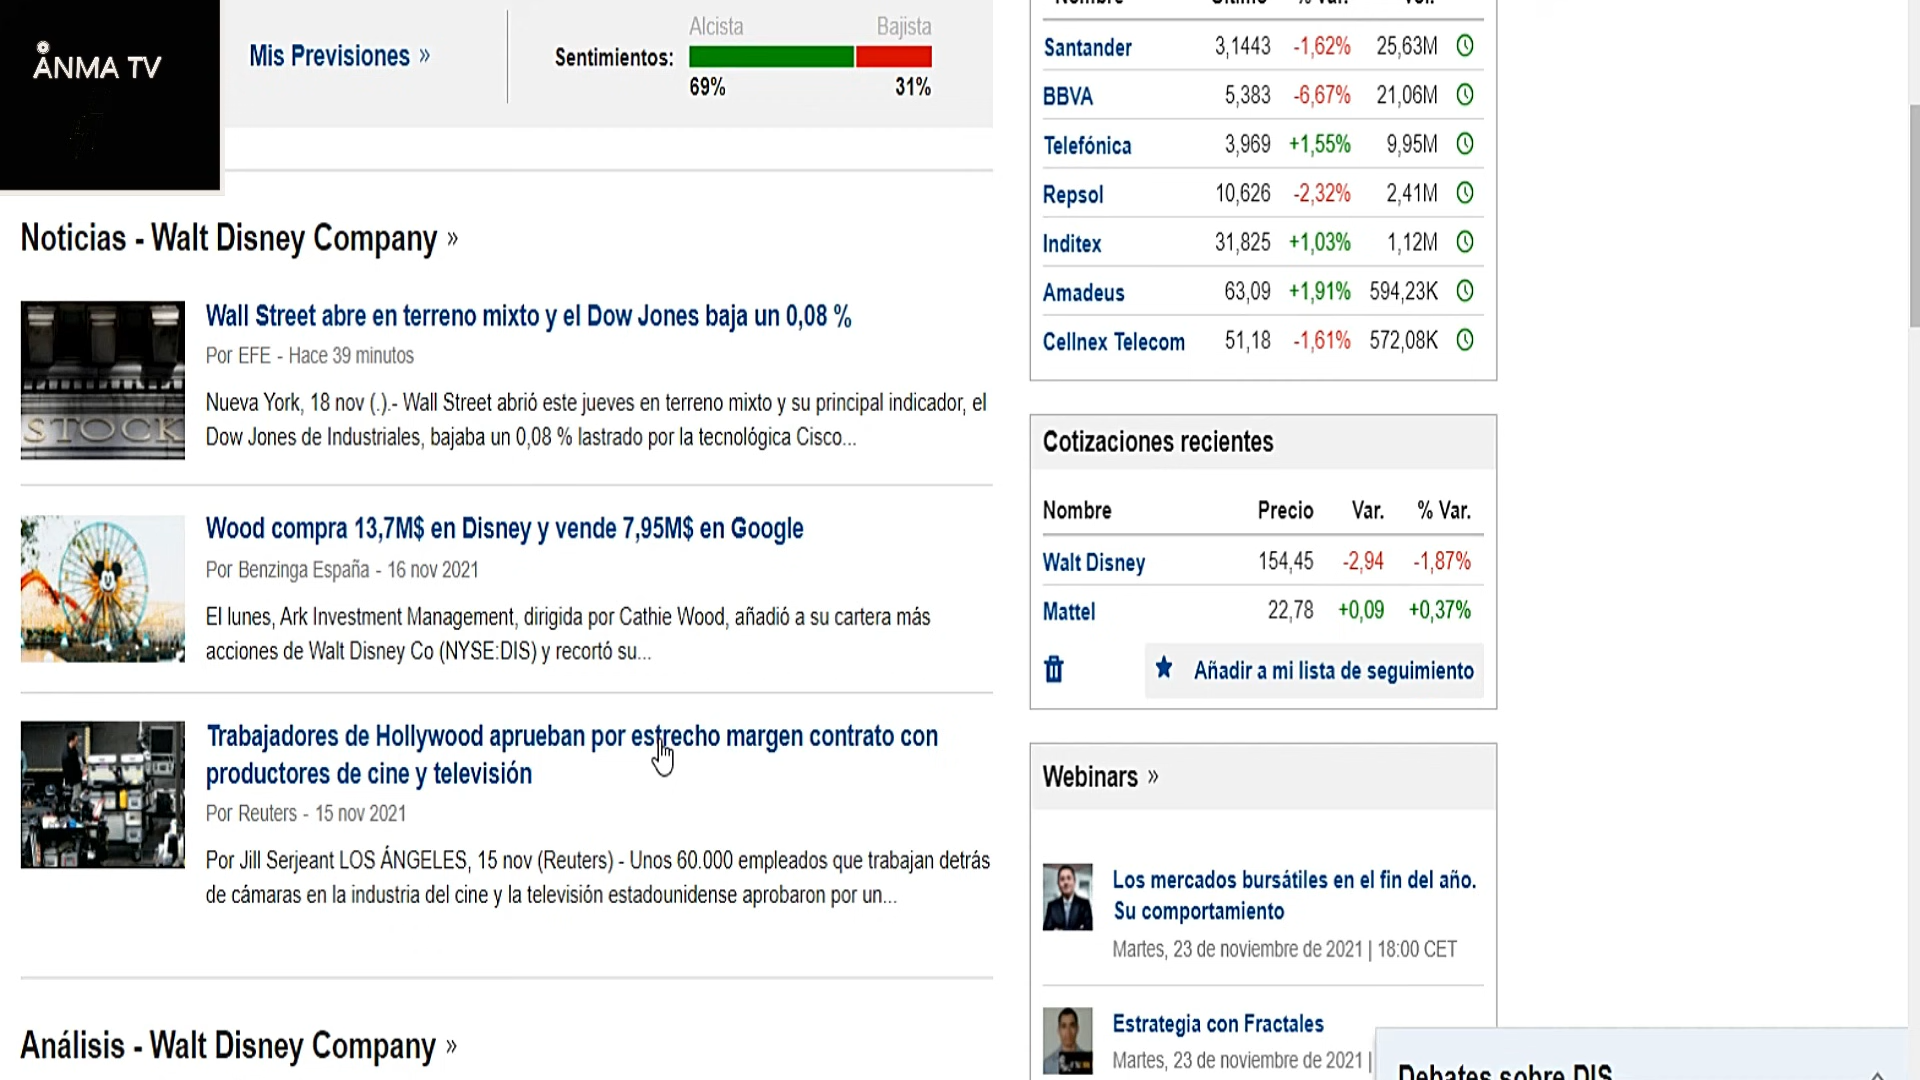 ANMA TV
Mis Previsiones »
Alcista
Bajista
Sentimientos:
69%
31%
Noticias - Walt Disney Company »
STOCK
Wall Street abre en terreno mixto y el Dow Jones baja un 0,08 %
Por EFE - Hace 39 minutos
Nueva York, 18 nov (.).- Wall Street abrió este jueves en terreno mixto y su principal indicador, el
Dow Jones de Industriales, bajaba un 0,08 % lastrado por la tecnológica Cisco...
Wood compra 13,7M$ en Disney y vende 7,95M$ en Google
Por Benzinga España - 16 nov 2021
El lunes, Ark Investment Management, dirigida por Cathie Wood, añadió a su cartera más
acciones de Walt Disney Co (NYSE:DIS) y recortó su...
Trabajadores de Hollywood aprueban por estrecho margen contrato con
productores de cine y televisión
Por Reuters - 15 nov 2021
Por Jill Serjeant LOS ÁNGELES, 15 nov (Reuters) - Unos 60.000 empleados que trabajan detrás
de cámaras en la industria del cine y la televisión estadounidense aprobaron por un...
Análisis - Walt Disney Company »
Nombre Último % Var. Vol.
Santander 3,1443 -1,62% 25,63M
BBVA 5,383 -6,67% 21,06M
Telefónica 3,969 +1,55% 9,95M
Repsol 10,626 -2,32% 2,41M
Inditex 31,825 +1,03% 1,12M
Amadeus 63,09 +1,91% 594,23K
Cellnex Telecom 51,18 -1,61% 572,08K
Cotizaciones recientes
Nombre Precio Var. % Var.
Walt Disney 154,45 -2,94 -1,87%
Mattel 22,78 +0,09 +0,37%
Añadir a mi lista de seguimiento
Webinars »
Los mercados bursátiles en el fin del año.
Su comportamiento
Martes, 23 de noviembre de 2021 | 18:00 CET
Estrategia con Fractales
Martes, 23 de noviembre de 2021 |
Debates sobre DIS